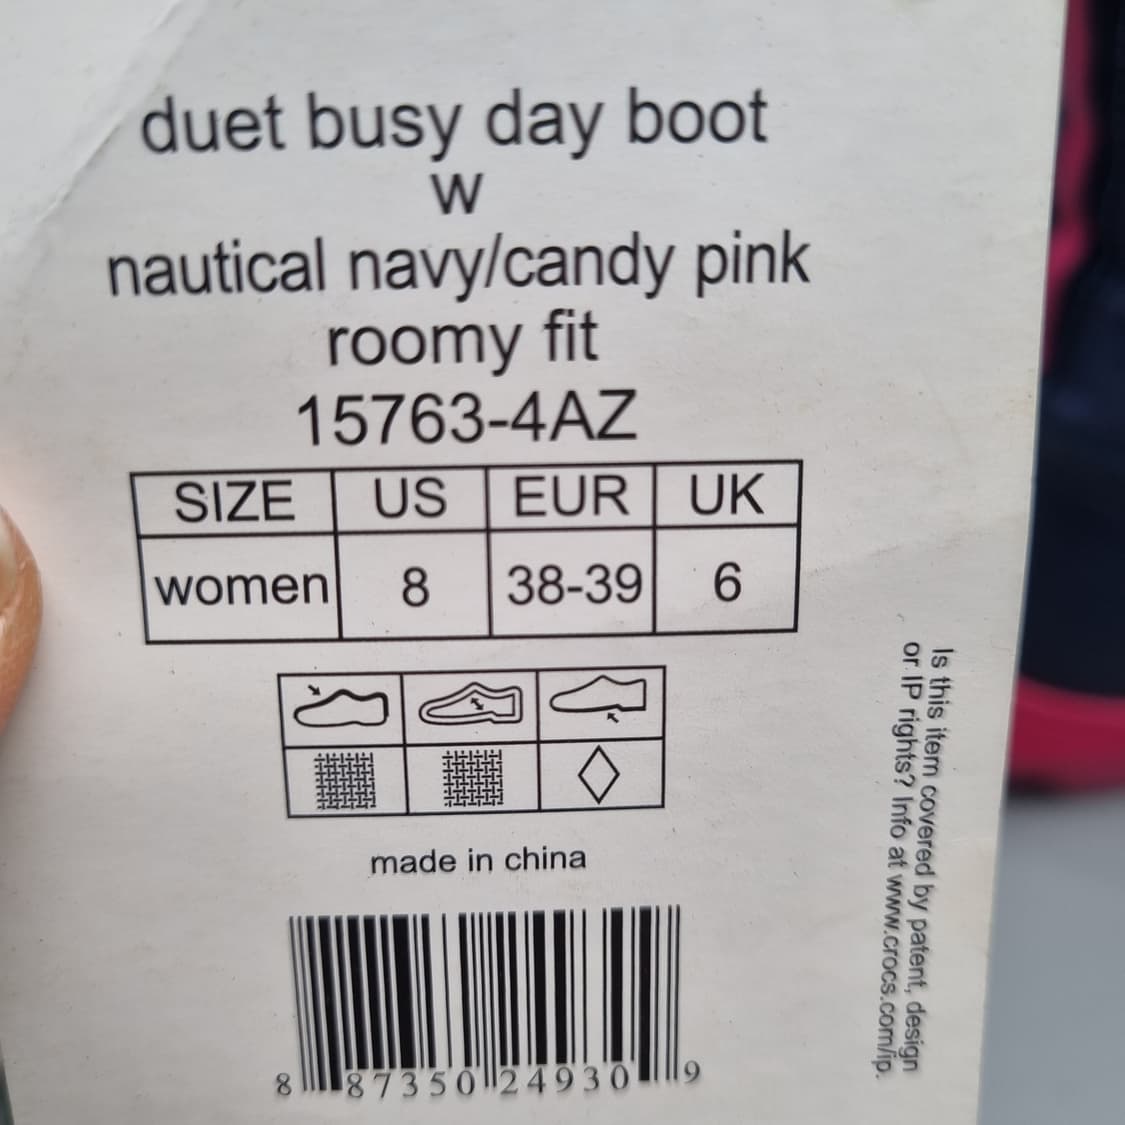 duet busy day boot
w
nautical navy/candy pink
roomy fit
15763-4AZ
SIZE US EUR UK
women 8 38-39 6
made in china
8 87350 24930 9
Is this item covered by patent, design
or IP rights? Info at www.crocs.com/ip.